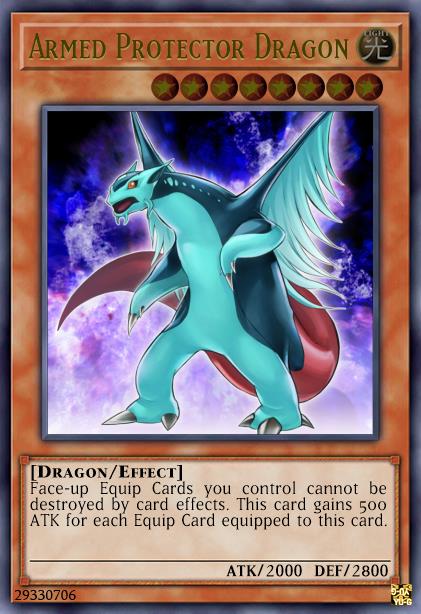 Armed Protector Dragon
LIGHT
光
[Dragon/Effect]
Face-up Equip Cards you control cannot be
destroyed by card effects. This card gains 500
ATK for each Equip Card equipped to this card.
ATK/2000 DEF/2800
29330706